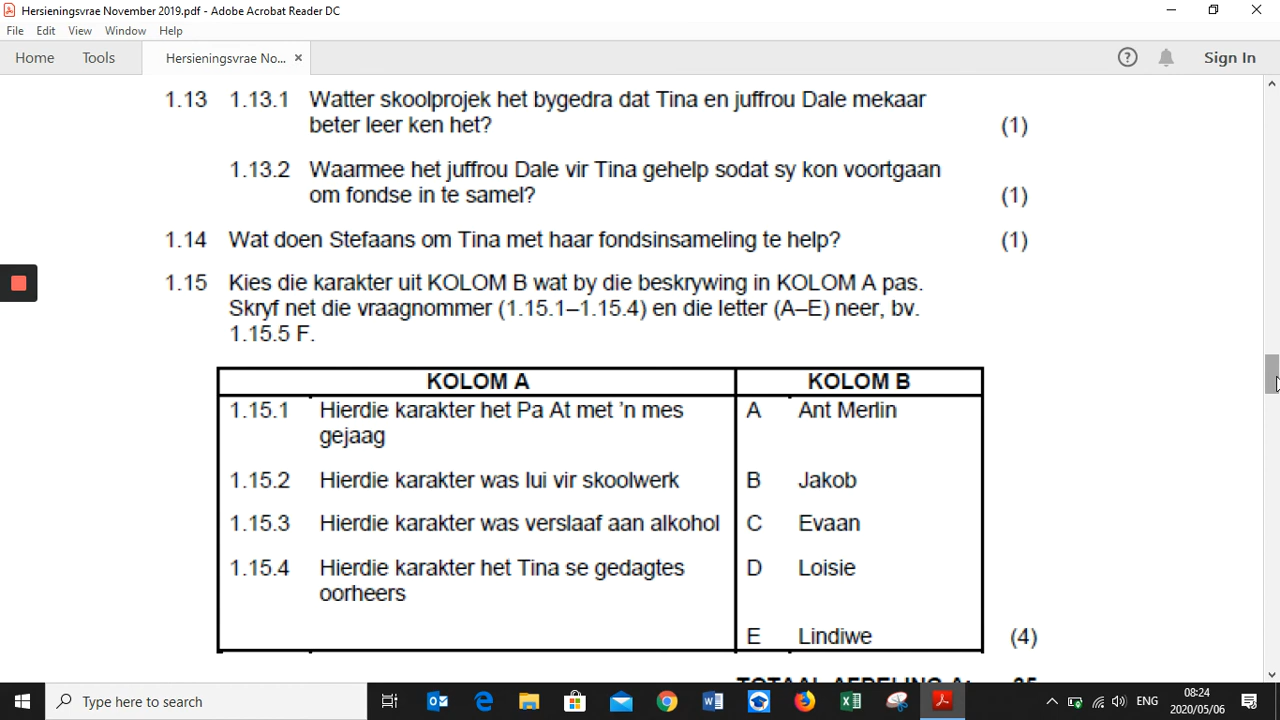 Hersieningsvrae November 2019.pdf - Adobe Acrobat Reader DC
File Edit View Window Help
Home Tools Hersieningsvrae No... × ? Sign In
1.13 1.13.1 Watter skoolprojek het bygedra dat Tina en juffrou Dale mekaar
beter leer ken het? (1)
1.13.2 Waarmee het juffrou Dale vir Tina gehelp sodat sy kon voortgaan
om fondse in te samel? (1)
1.14 Wat doen Stefaans om Tina met haar fondsinsameling te help? (1)
1.15 Kies die karakter uit KOLOM B wat by die beskrywing in KOLOM A pas.
Skryf net die vraagnommer (1.15.1–1.15.4) en die letter (A–E) neer, bv.
1.15.5 F.
KOLOM A KOLOM B
1.15.1 Hierdie karakter het Pa At met 'n mes A Ant Merlin
gejaag
1.15.2 Hierdie karakter was lui vir skoolwerk B Jakob
1.15.3 Hierdie karakter was verslaaf aan alkohol C Evaan
1.15.4 Hierdie karakter het Tina se gedagtes D Loisie
oorheers
E Lindiwe (4)
TOTAAL AFDELING A: 35
Type here to search ENG 08:24
2020/05/06